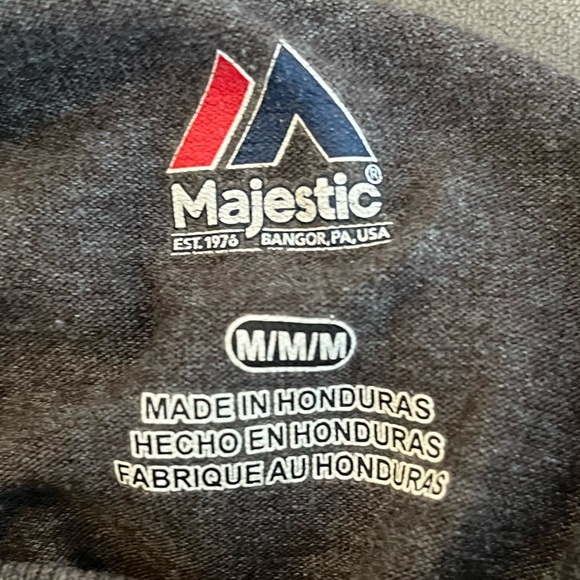 Majestic®
EST. 1976 BANGOR, PA, USA
M/M/M
MADE IN HONDURAS
HECHO EN HONDURAS
FABRIQUE AU HONDURAS